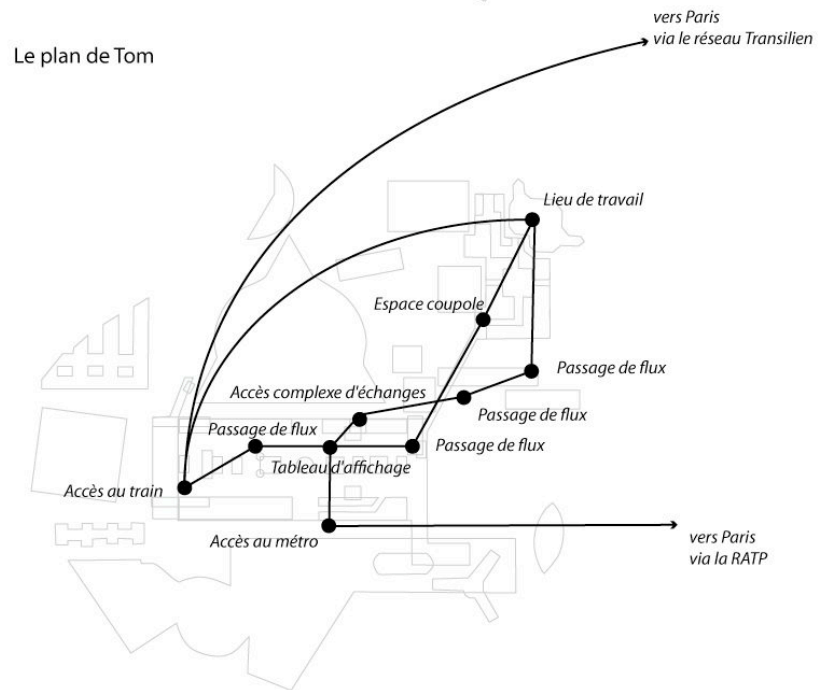 vers Paris
via le réseau Transilien
Le plan de Tom
Lieu de travail
Espace coupole
Passage de flux
Accès complexe d'échanges
Passage de flux
Passage de flux
Passage de flux
Tableau d'affichage
Accès au train
Accès au métro
vers Paris
via la RATP